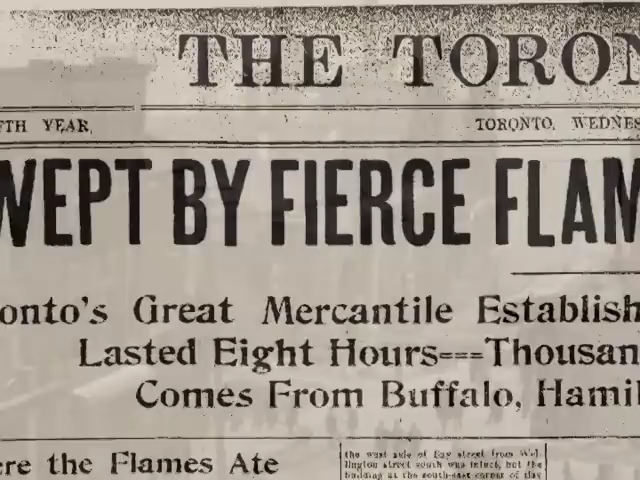 THE TORON
FTH YEAR,
TORONTO, WEDNES
WEPT BY FIERCE FLAM
onto's Great Mercantile Establish
Lasted Eight Hours===Thousan
Comes From Buffalo, Hamil
ere the Flames Ate
the west side of Bay street from Wel-
lington street south was intact, but the
building at the south-east corner of